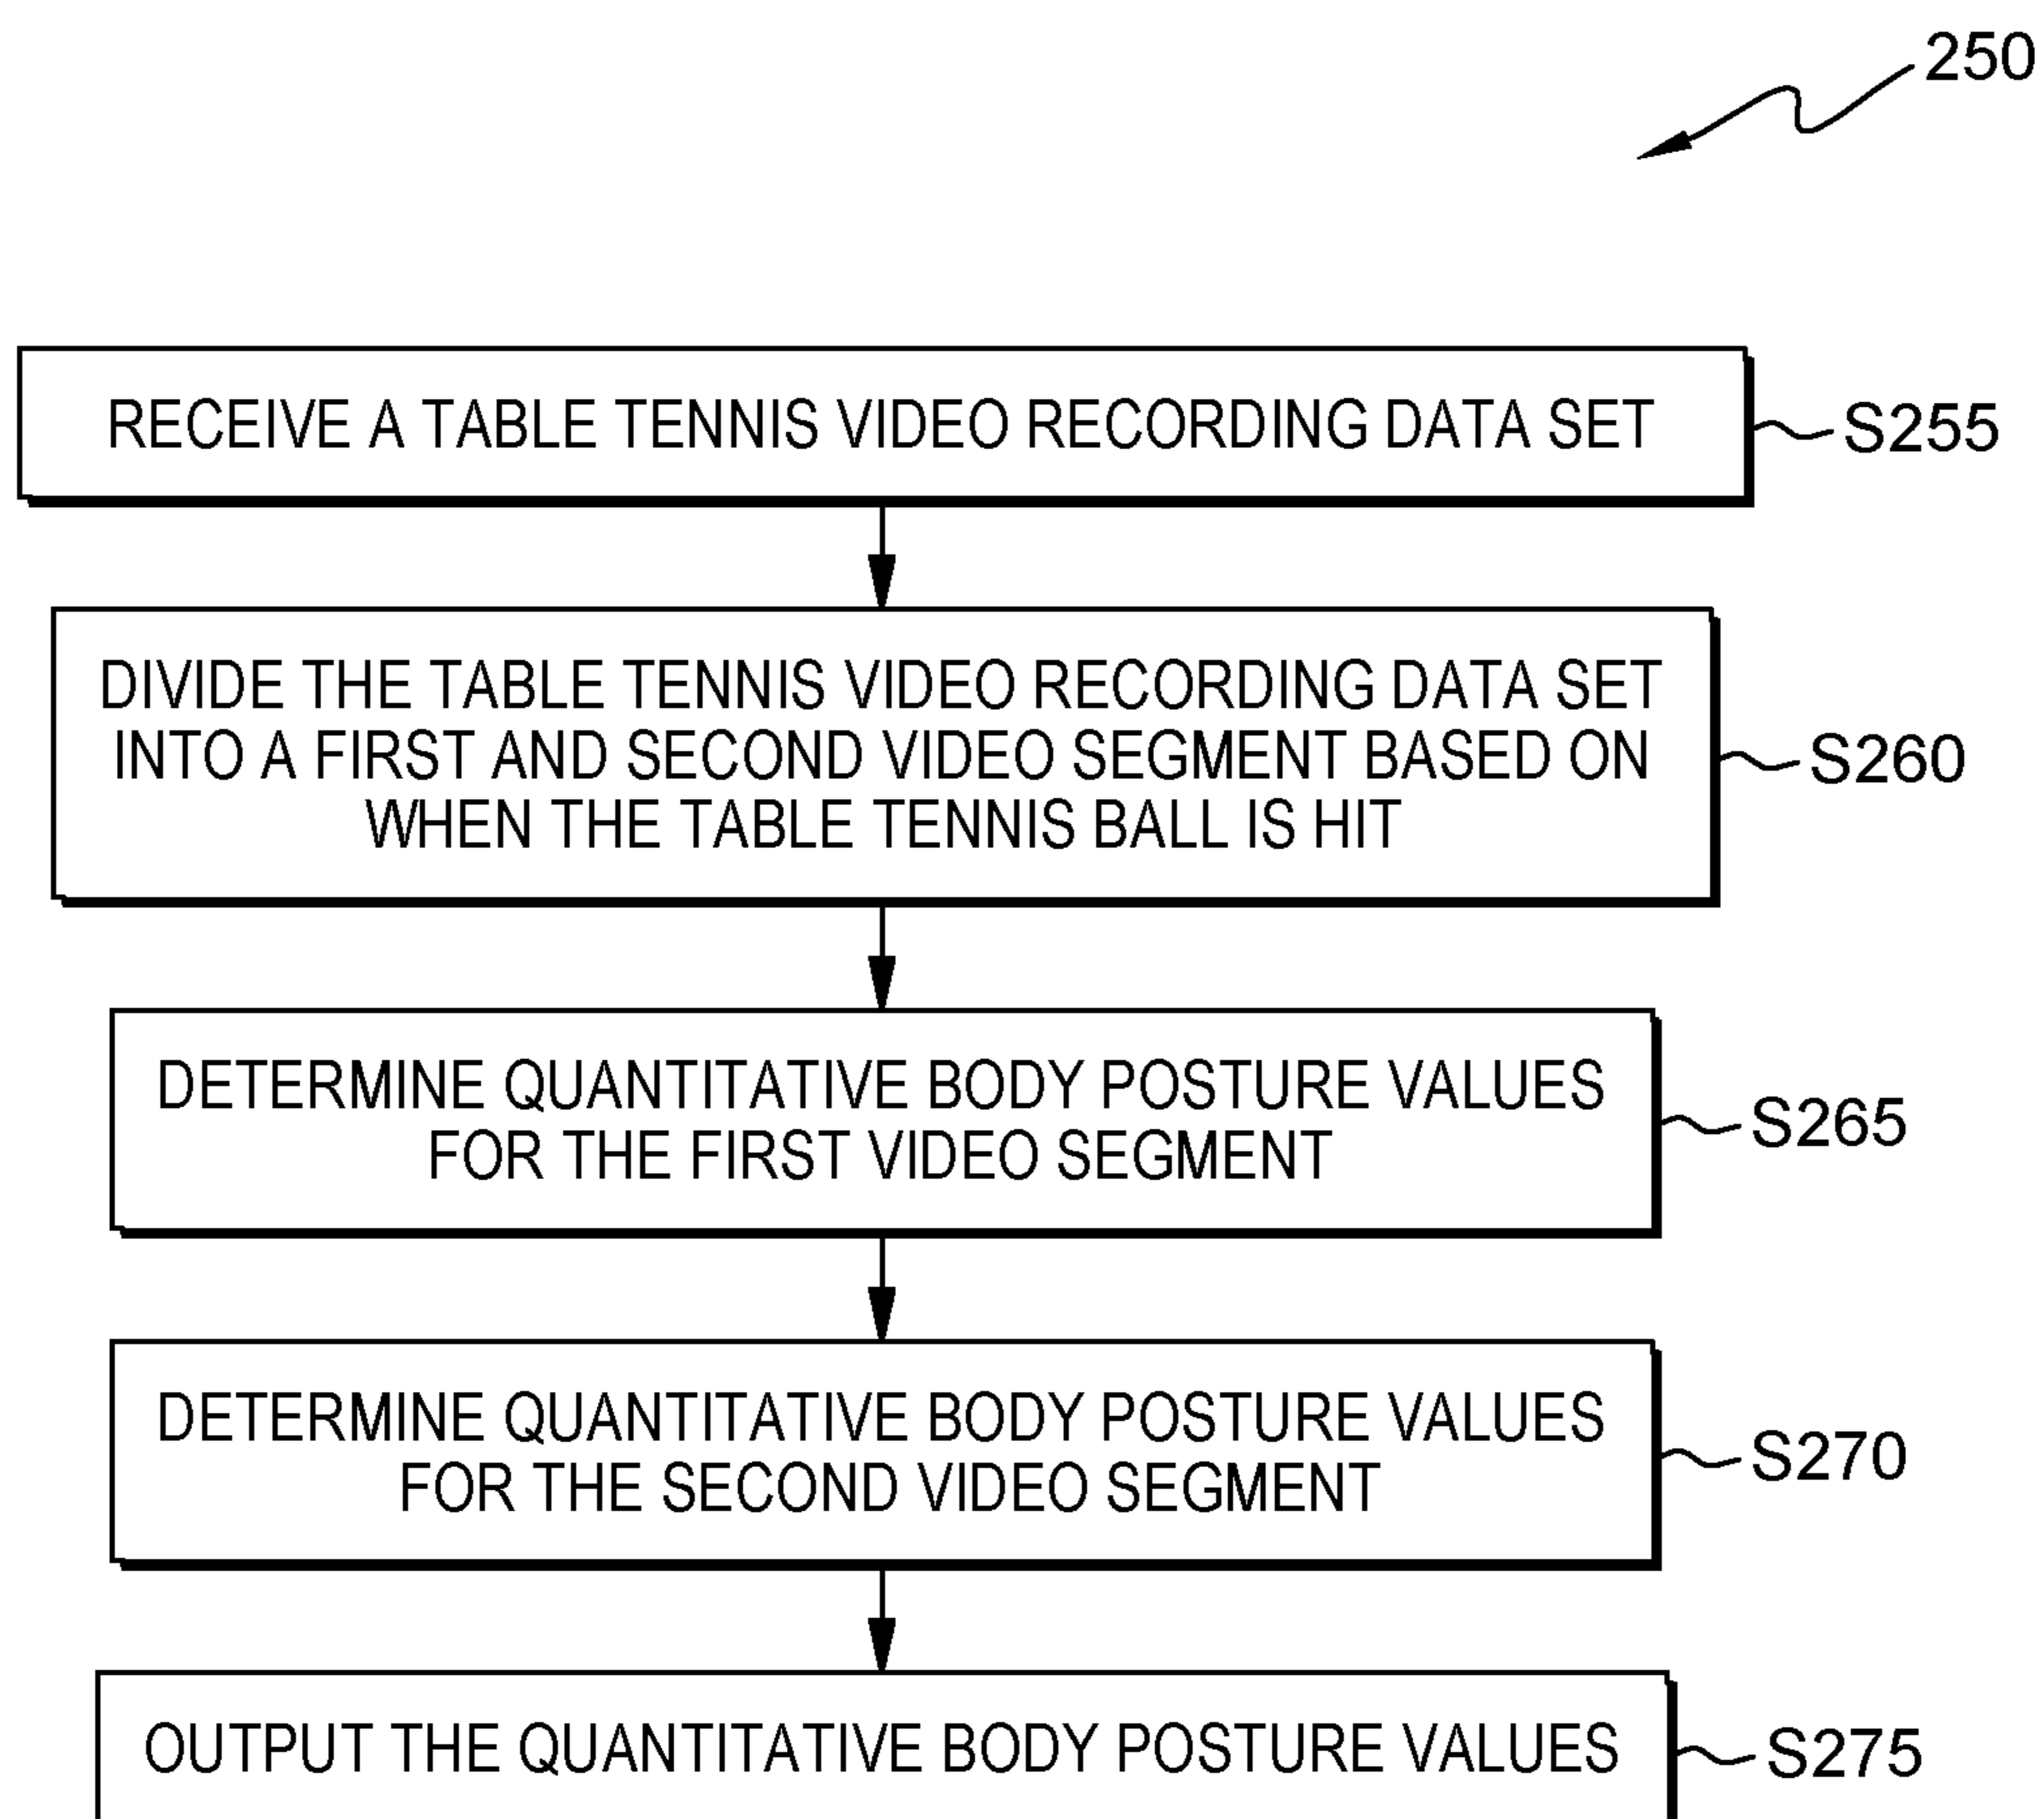 250
RECEIVE A TABLE TENNIS VIDEO RECORDING DATA SET
S255
DIVIDE THE TABLE TENNIS VIDEO RECORDING DATA SET
INTO A FIRST AND SECOND VIDEO SEGMENT BASED ON
WHEN THE TABLE TENNIS BALL IS HIT
S260
DETERMINE QUANTITATIVE BODY POSTURE VALUES
FOR THE FIRST VIDEO SEGMENT
S265
DETERMINE QUANTITATIVE BODY POSTURE VALUES
FOR THE SECOND VIDEO SEGMENT
S270
OUTPUT THE QUANTITATIVE BODY POSTURE VALUES
S275